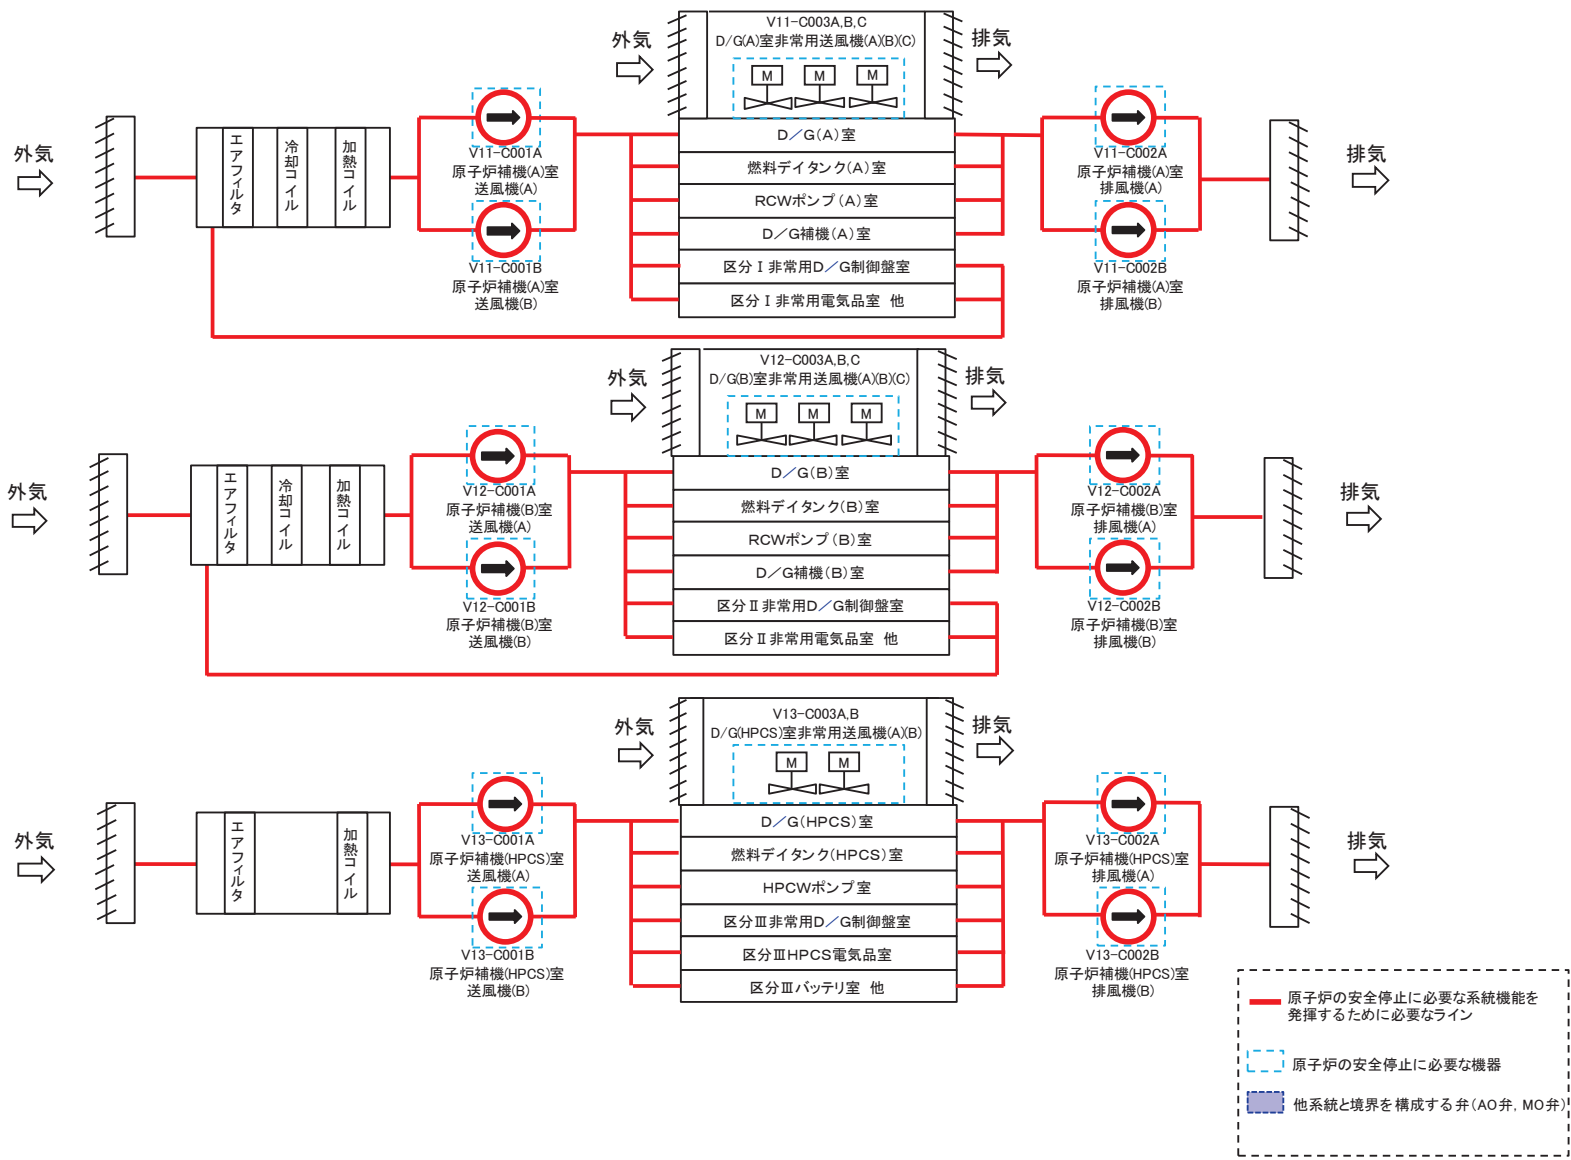 外気
エアフィルタ
冷却コイル
加熱コイル
V11-C001A
原子炉補機(A)室
送風機(A)
V11-C001B
原子炉補機(A)室
送風機(B)
外気
V11-C003A,B,C
D/G(A)室非常用送風機(A)(B)(C)
M
M
M
排気
D／G(A)室
燃料デイタンク(A)室
RCWポンプ(A)室
D／G補機(A)室
区分Ⅰ非常用D／G制御盤室
区分Ⅰ非常用電気品室 他
V11-C002A
原子炉補機(A)室
排風機(A)
V11-C002B
原子炉補機(A)室
排風機(B)
排気
外気
エアフィルタ
冷却コイル
加熱コイル
V12-C001A
原子炉補機(B)室
送風機(A)
V12-C001B
原子炉補機(B)室
送風機(B)
外気
V12-C003A,B,C
D/G(B)室非常用送風機(A)(B)(C)
M
M
M
排気
D／G(B)室
燃料デイタンク(B)室
RCWポンプ(B)室
D／G補機(B)室
区分Ⅱ非常用D／G制御盤室
区分Ⅱ非常用電気品室 他
V12-C002A
原子炉補機(B)室
排風機(A)
V12-C002B
原子炉補機(B)室
排風機(B)
排気
外気
エアフィルタ
加熱コイル
V13-C001A
原子炉補機(HPCS)室
送風機(A)
V13-C001B
原子炉補機(HPCS)室
送風機(B)
外気
V13-C003A,B
D/G(HPCS)室非常用送風機(A)(B)
M
M
排気
D／G(HPCS)室
燃料デイタンク(HPCS)室
HPCWポンプ室
区分Ⅲ非常用D／G制御盤室
区分ⅢHPCS電気品室
区分Ⅲバッテリ室 他
V13-C002A
原子炉補機(HPCS)室
排風機(A)
V13-C002B
原子炉補機(HPCS)室
排風機(B)
排気
原子炉の安全停止に必要な系統機能を
発揮するために必要なライン
原子炉の安全停止に必要な機器
他系統と境界を構成する弁(AO弁, MO弁)